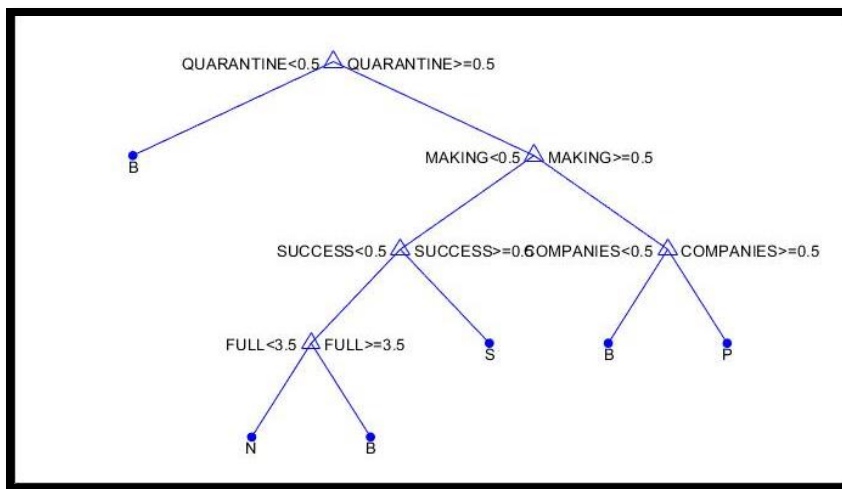 QUARANTINE<0.5 QUARANTINE>=0.5
B
MAKING<0.5 MAKING>=0.5
SUCCESS<0.5 SUCCESS>=0.5 COMPANIES<0.5 COMPANIES>=0.5
FULL<3.5 FULL>=3.5
S
B
P
N
B